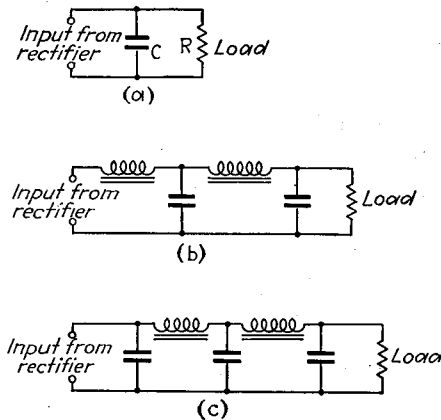 Input from
rectifier
C
R
Load
(a)
Input from
rectifier
Load
(b)
Input from
rectifier
Load
(c)